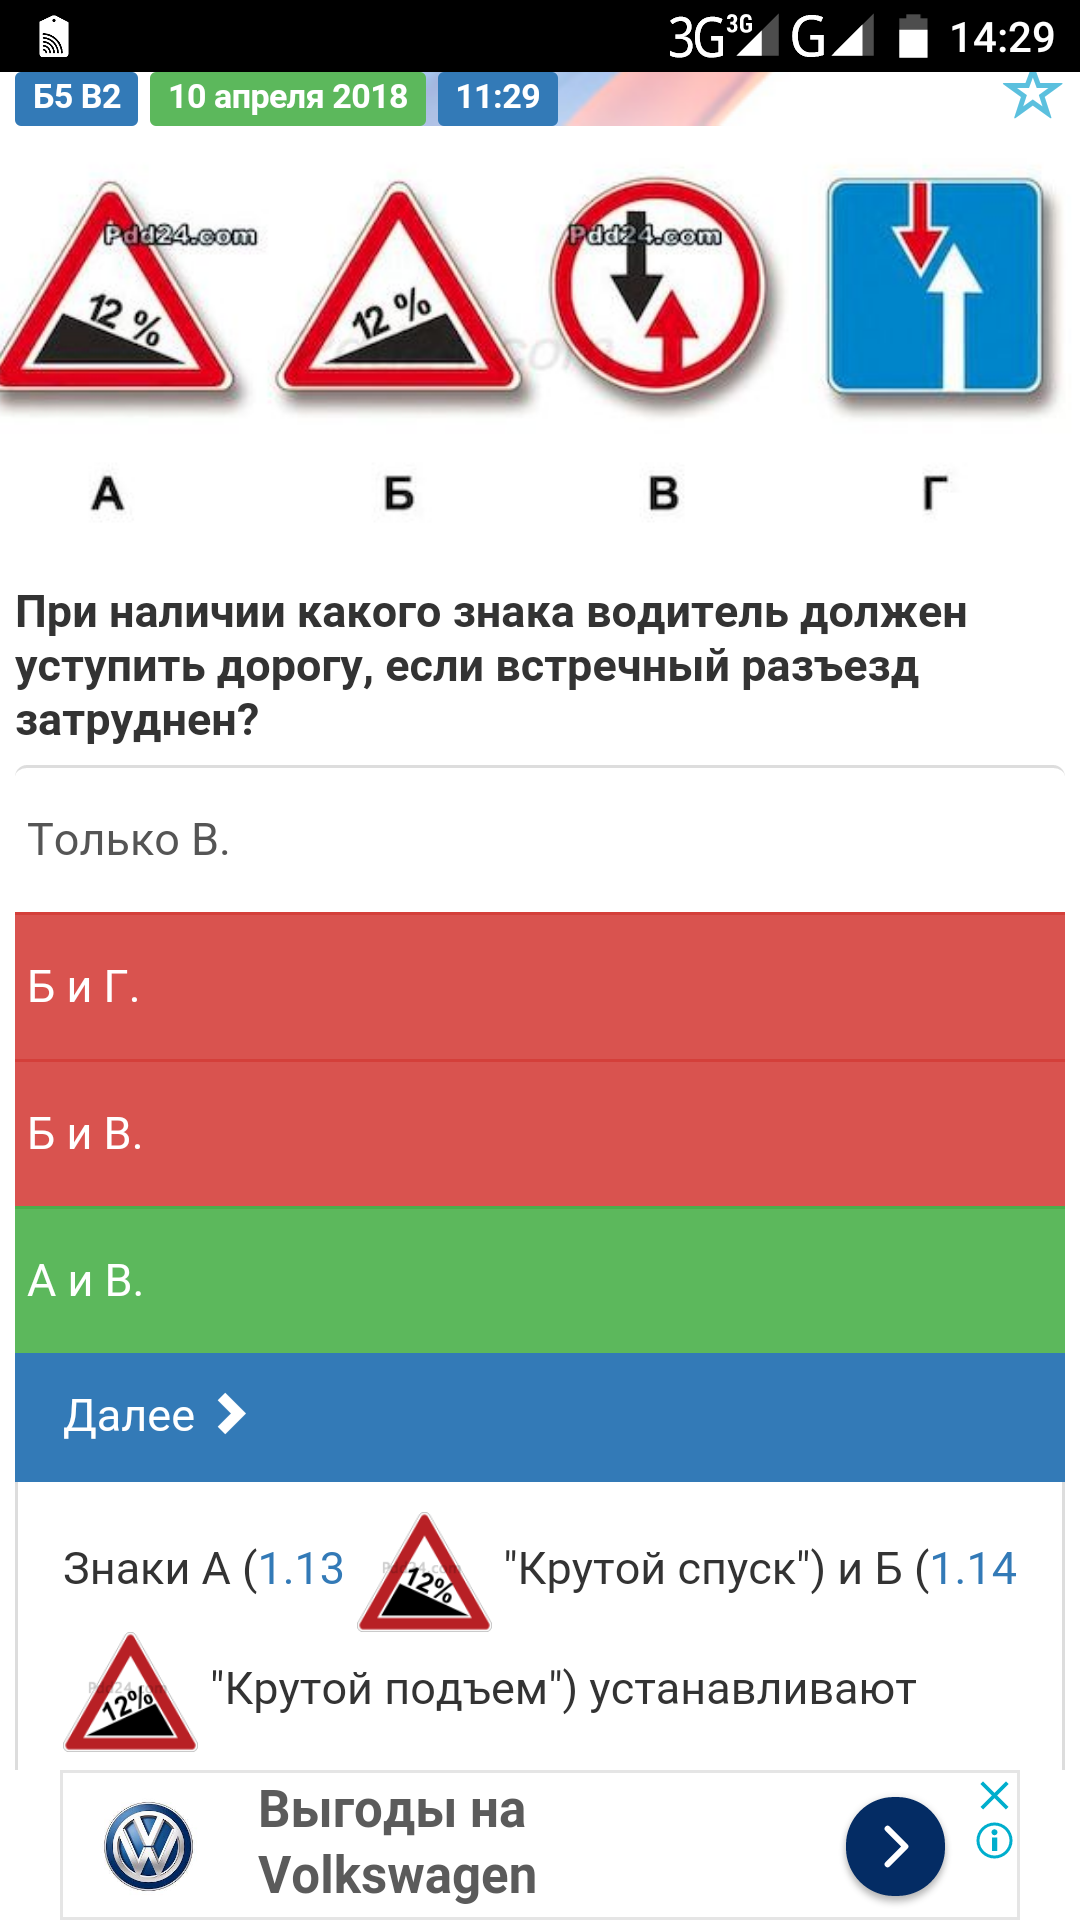 3G 3G G 14:29
Б5 В2 10 апреля 2018 11:29
Pdd24.com Pdd24.com
12 % 12 %
А Б В Г
При наличии какого знака водитель должен
уступить дорогу, если встречный разъезд
затруднен?
Только В.
Б и Г.
Б и В.
А и В.
Далее
Знаки А (1.13 12% "Крутой спуск") и Б (1.14
12% "Крутой подъем") устанавливают
Выгоды на
Volkswagen